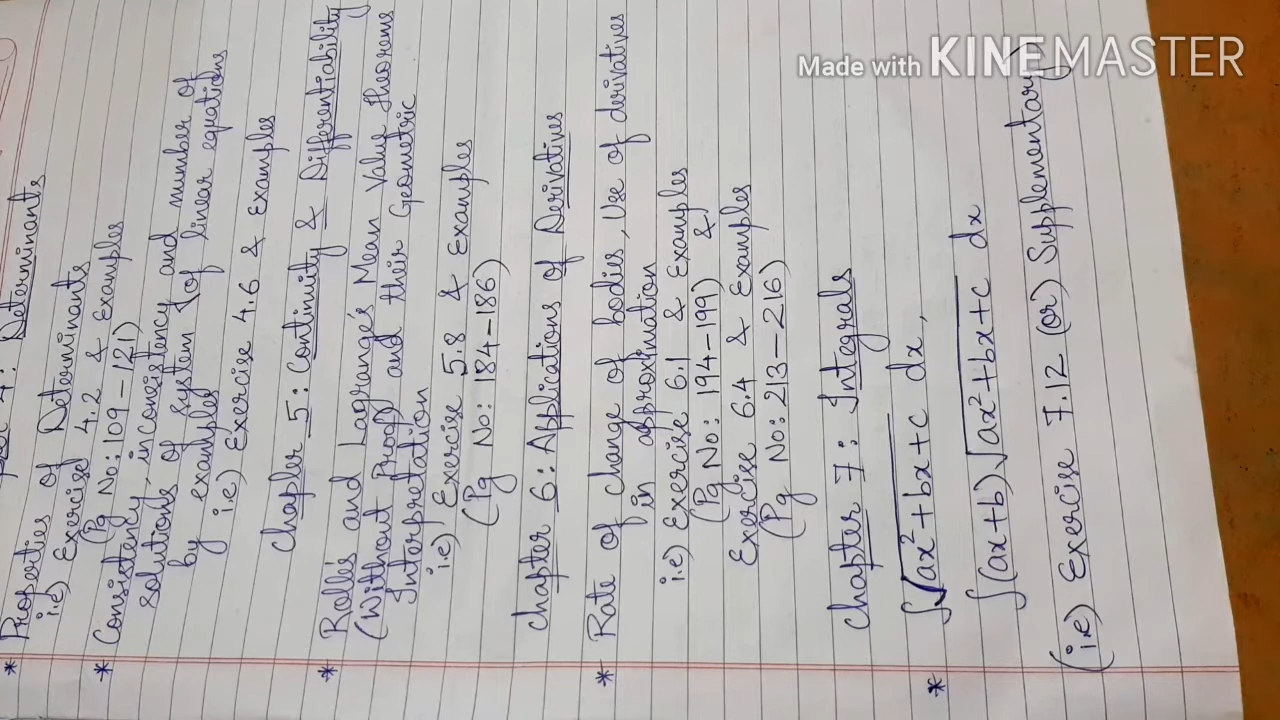 4: Determinants
* Properties of Determinants
i.e) Exercise 4.2 & Examples
(Pg No: 109-121)
* Consistency, inconsistency and number of
solutions of system of linear equations
by examples
i.e) Exercise 4.6 & Examples
Chapter 5: Continuity & Differentiability
* Rolle's and Lagrange's Mean Value Theorems
(Without Proof) and their Geometric
Interpretation
i.e) Exercise 5.8 & Examples
(Pg No: 184-186)
Chapter 6: Applications of Derivatives
* Rate of change of bodies, Use of derivatives
in approximation
i.e) Exercise 6.1 & Examples
(Pg No: 194-199) &
Exercise 6.4 & Examples
(Pg No: 213-216)
Chapter 7: Integrals
* ∫√ax²+bx+c dx,
∫(ax+b)√ax²+bx+c dx
(i.e) Exercise 7.12 (or) Supplementary)
Made with KINEMASTER